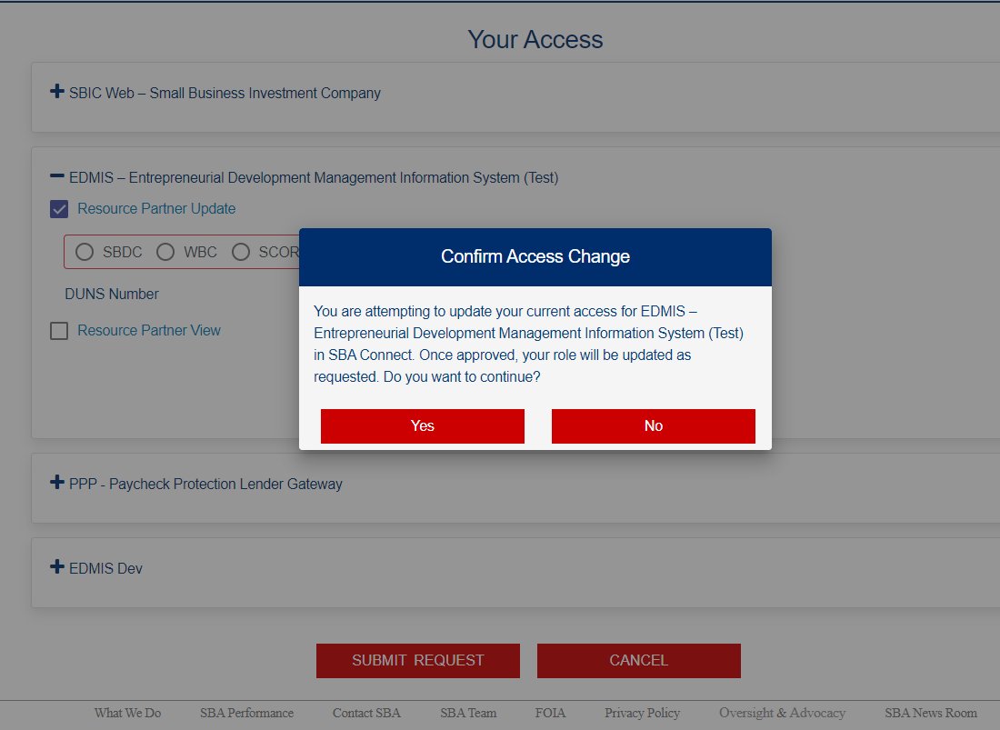 Your Access
SBIC Web – Small Business Investment Company
EDMIS – Entrepreneurial Development Management Information System (Test)
Resource Partner Update
SBDC WBC SCOR
DUNS Number
Resource Partner View
Confirm Access Change
You are attempting to update your current access for EDMIS –
Entrepreneurial Development Management Information System (Test)
in SBA Connect. Once approved, your role will be updated as
requested. Do you want to continue?
Yes No
PPP - Paycheck Protection Lender Gateway
EDMIS Dev
SUBMIT REQUEST CANCEL
What We Do SBA Performance Contact SBA SBA Team FOIA Privacy Policy Oversight & Advocacy SBA News Room